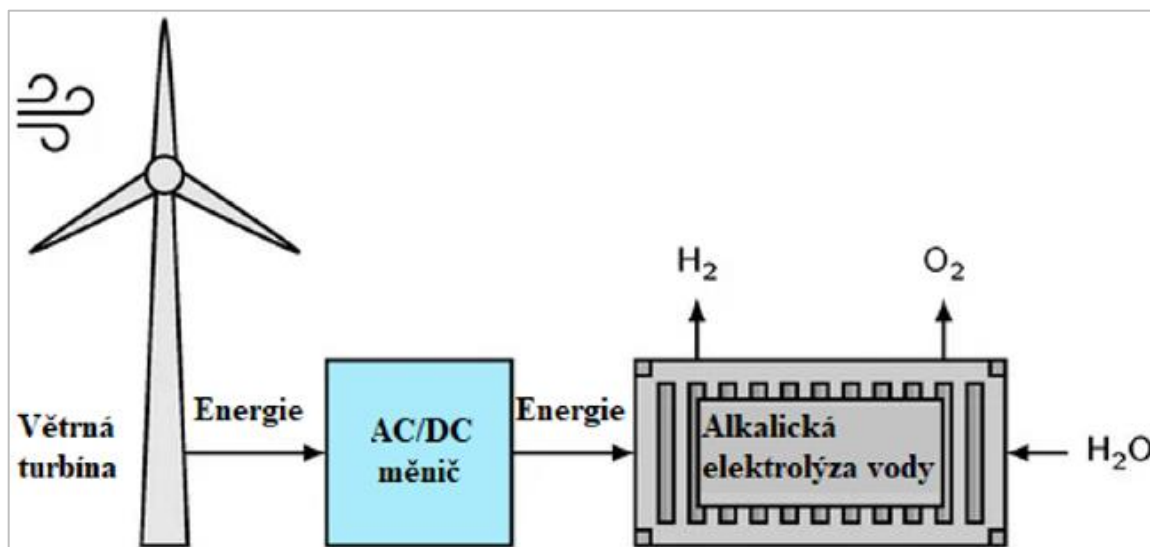 H₂
O₂
Větrná
turbína
Energie
AC/DC
měnič
Energie
Alkalická
elektrolýza vody
H₂O